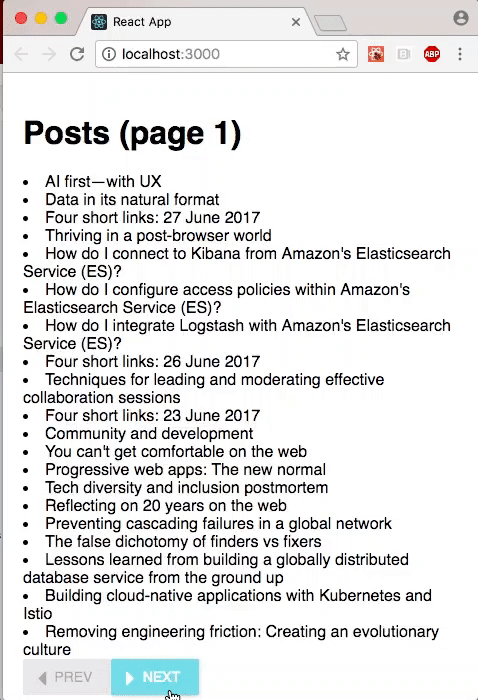 React App
localhost:3000
ABP
Posts (page 1)
• AI first—with UX
• Data in its natural format
• Four short links: 27 June 2017
• Thriving in a post-browser world
• How do I connect to Kibana from Amazon's Elasticsearch
Service (ES)?
• How do I configure access policies within Amazon's
Elasticsearch Service (ES)?
• How do I integrate Logstash with Amazon's Elasticsearch
Service (ES)?
• Four short links: 26 June 2017
• Techniques for leading and moderating effective
collaboration sessions
• Four short links: 23 June 2017
• Community and development
• You can't get comfortable on the web
• Progressive web apps: The new normal
• Tech diversity and inclusion postmortem
• Reflecting on 20 years on the web
• Preventing cascading failures in a global network
• The false dichotomy of finders vs fixers
• Lessons learned from building a globally distributed
database service from the ground up
• Building cloud-native applications with Kubernetes and
Istio
• Removing engineering friction: Creating an evolutionary
culture
PREV NEXT